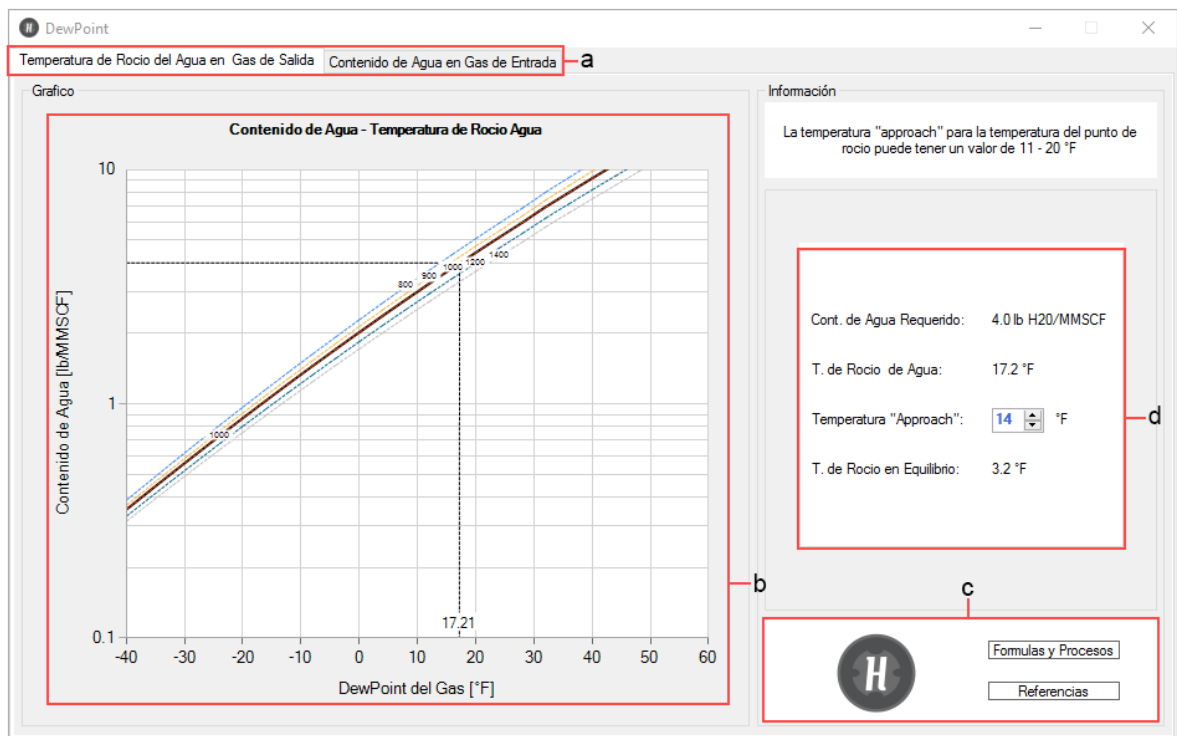 H DewPoint
Temperatura de Rocio del Agua en Gas de Salida
Contenido de Agua en Gas de Entrada
a
Grafico
Contenido de Agua - Temperatura de Rocio Agua
Contenido de Agua [lb/MMSCF]
10
1
0.1
800
900
1000
1200
1400
1000
17.21
-40 -30 -20 -10 0 10 20 30 40 50 60
DewPoint del Gas [°F]
b
Información
La temperatura "approach" para la temperatura del punto de
rocio puede tener un valor de 11 - 20 °F
Cont. de Agua Requerido: 4.0 lb H20/MMSCF
T. de Rocio de Agua: 17.2 °F
Temperatura "Approach": 14 °F
T. de Rocio en Equilibrio: 3.2 °F
d
c
H
Formulas y Procesos
Referencias